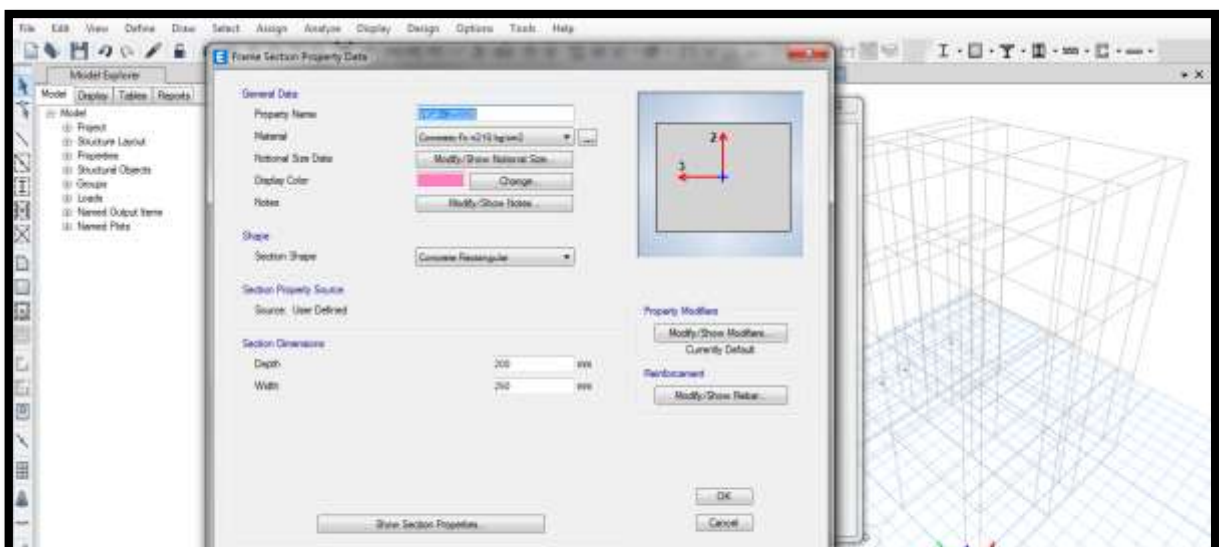 File Edit View Define Draw Select Assign Analyze Display Design Options Tools Help
Frame Section Property Data
Model Explorer
Model Display Tables Reports
Model
Project
Structure Layout
Properties
Structural Objects
Groups
Loads
Named Output Items
Named Plots
General Data
Property Name
Material
Notional Size Data
Modify/Show Notional Size...
Display Color
Change...
Notes
Modify/Show Notes...
Shape
Section Shape
Concrete Rectangular
Section Property Source
Source: User Defined
Section Dimensions
Depth
200
mm
Width
250
mm
Show Section Properties...
2
3
Property Modifiers
Modify/Show Modifiers...
Currently Default
Reinforcement
Modify/Show Rebar...
OK
Cancel